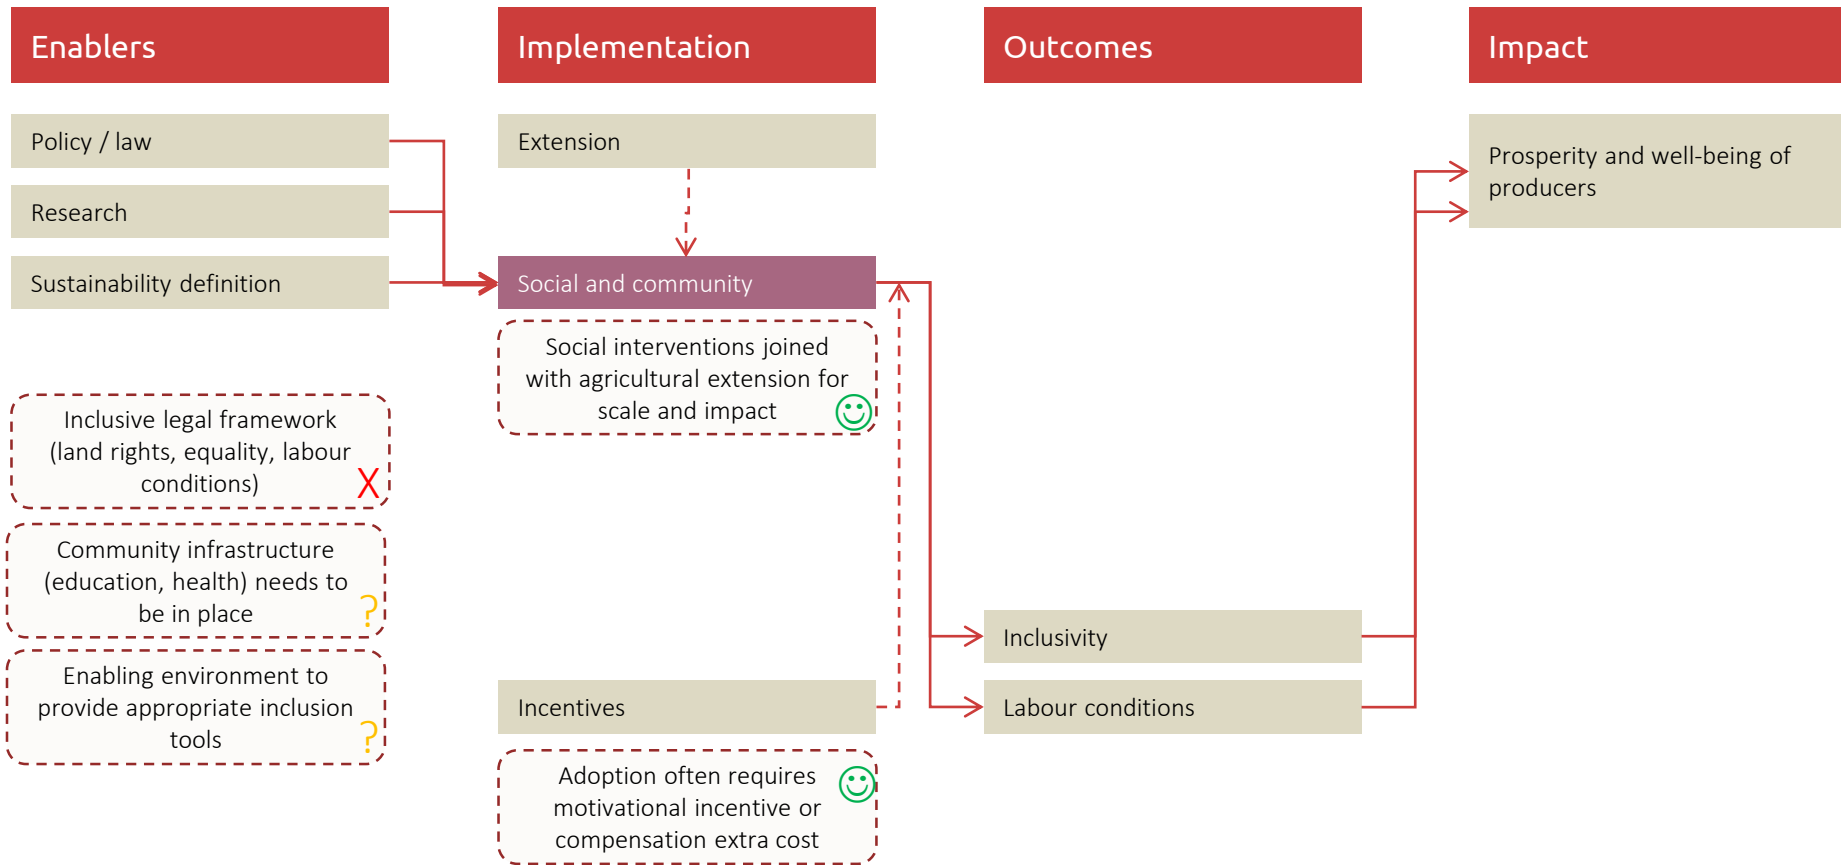 Enablers
Policy / law
Research
Sustainability definition
Inclusive legal framework
(land rights, equality, labour
conditions)
X
Community infrastructure
(education, health) needs to
be in place
?
Enabling environment to
provide appropriate inclusion
tools
?
Implementation
Extension
Social and community
Social interventions joined
with agricultural extension for
scale and impact
Incentives
Adoption often requires
motivational incentive or
compensation extra cost
Outcomes
Inclusivity
Labour conditions
Impact
Prosperity and well-being of
producers